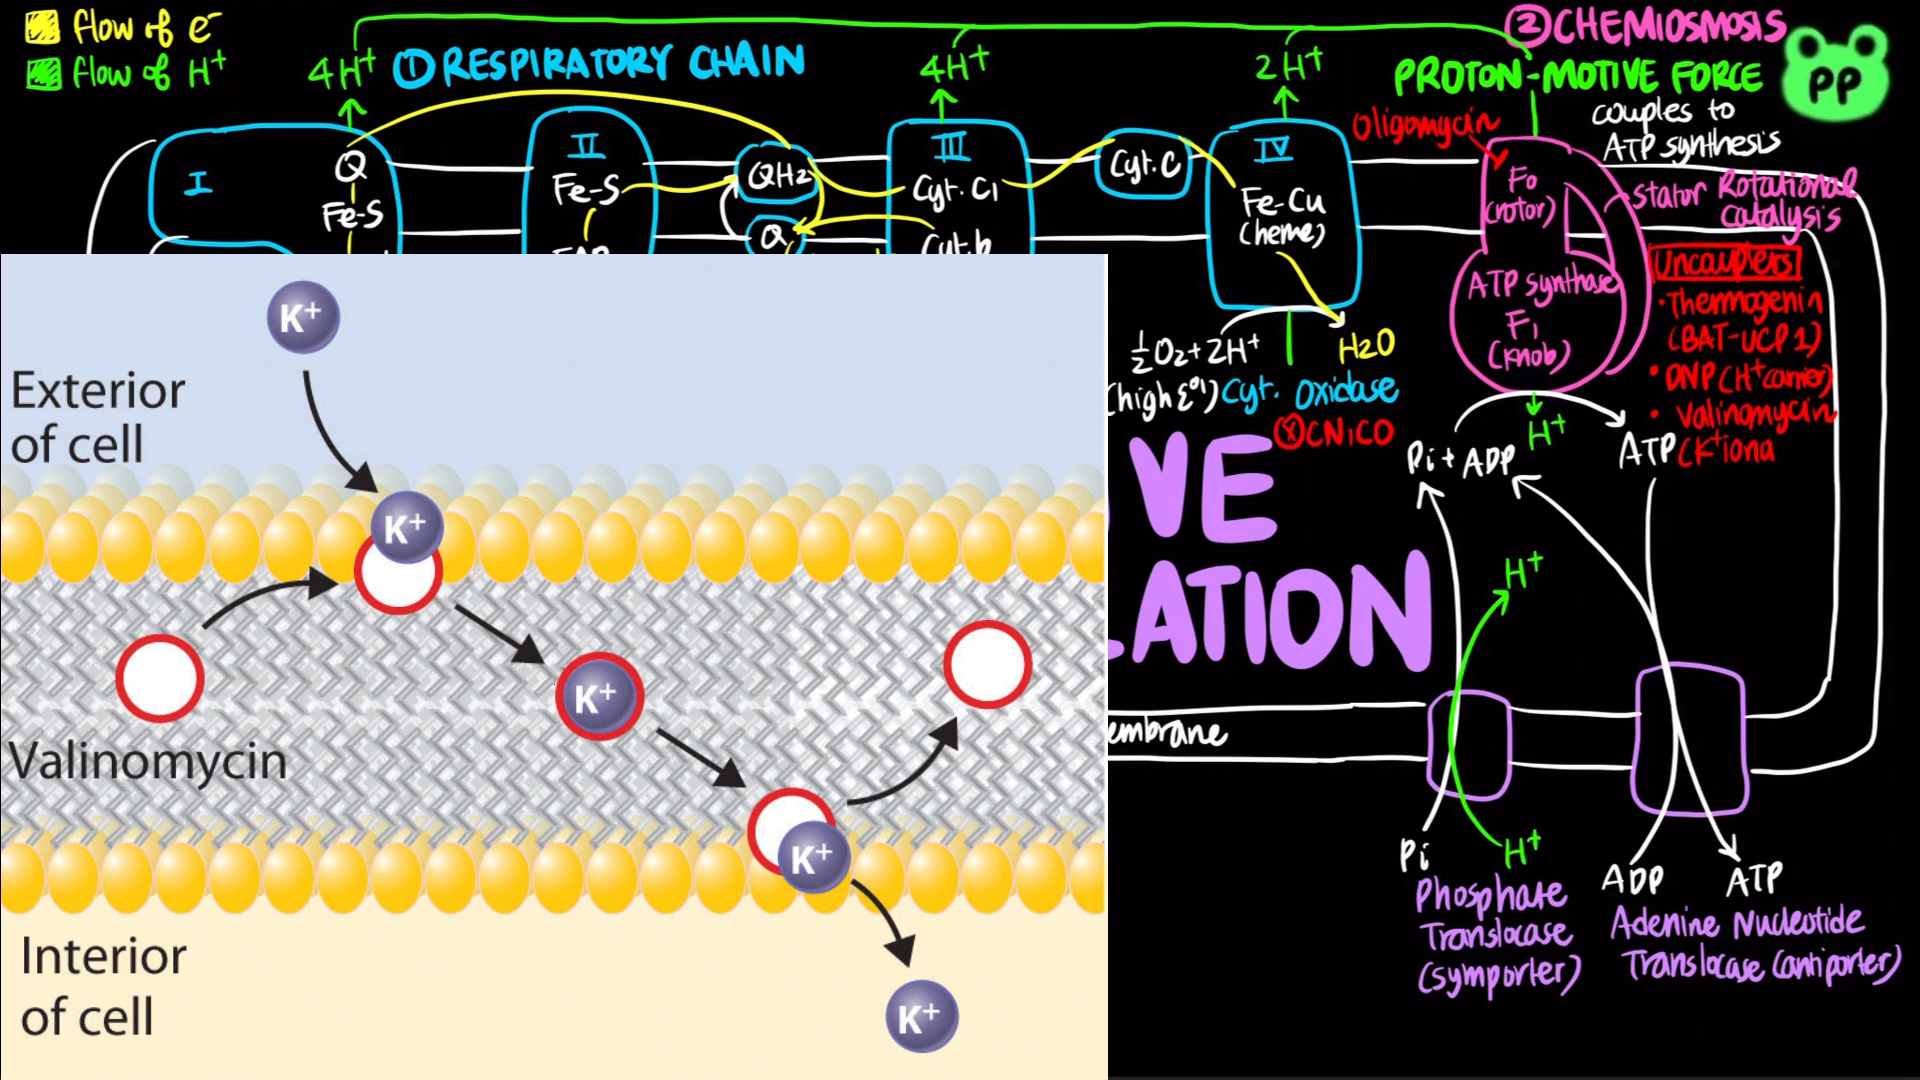 flow of e⁻
flow of H⁺
4H⁺
① RESPIRATORY CHAIN
4H⁺
2H⁺
② CHEMIOSMOSIS
PROTON-MOTIVE FORCE
PP
couples to
ATP synthesis
Oligomycin
I
Q
Fe-S
II
Fe-S
QH2
Q
III
Cyt. C1
Cyt. b
Cyt. C
IV
Fe-Cu
(heme)
Fo
(rotor)
stator
Rotational
catalysis
ATP synthase
F1
(knob)
Uncouplers
• Thermogenin
(BAT-UCP1)
• DNP (H⁺ carrier)
• Valinomycin
(K⁺ iona
½O2 + 2H⁺
H2O
(high E°')
Cyt. Oxidase
ⓧ CN; CO
Pi + ADP
H⁺
ATP
VE
LATION
H⁺
embrane
Pi
H⁺
ADP
ATP
Phosphate
Translocase
(symporter)
Adenine Nucleotide
Translocase (antiporter)
K⁺
Exterior
of cell
K⁺
K⁺
Valinomycin
K⁺
Interior
of cell
K⁺